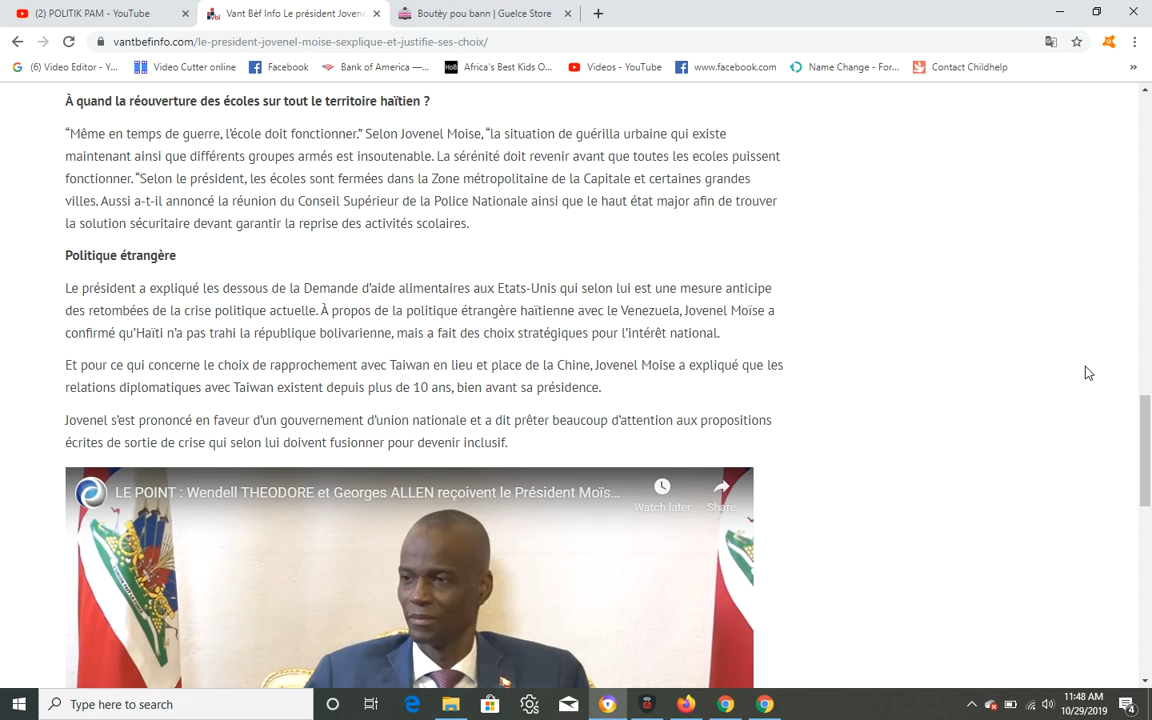 (2) POLITIK PAM - YouTube
Vant Bèf Info Le président Joven
Boutèy pou bann | Guelce Store
vantbefinfo.com/le-president-jovenel-moise-sexplique-et-justifie-ses-choix/
(6) Video Editor - Y...
Video Cutter online
Facebook
Bank of America —...
Africa's Best Kids O...
Videos - YouTube
www.facebook.com
Name Change - For...
Contact Childhelp
À quand la réouverture des écoles sur tout le territoire haïtien ?
“Même en temps de guerre, l’école doit fonctionner.” Selon Jovenel Moise, “la situation de guérilla urbaine qui existe
maintenant ainsi que différents groupes armés est insoutenable. La sérénité doit revenir avant que toutes les ecoles puissent
fonctionner. “Selon le président, les écoles sont fermées dans la Zone métropolitaine de la Capitale et certaines grandes
villes. Aussi a-t-il annoncé la réunion du Conseil Supérieur de la Police Nationale ainsi que le haut état major afin de trouver
la solution sécuritaire devant garantir la reprise des activités scolaires.
Politique étrangère
Le président a expliqué les dessous de la Demande d’aide alimentaires aux Etats-Unis qui selon lui est une mesure anticipe
des retombées de la crise politique actuelle. À propos de la politique étrangère haïtienne avec le Venezuela, Jovenel Moïse a
confirmé qu’Haïti n’a pas trahi la république bolivarienne, mais a fait des choix stratégiques pour l’intérêt national.
Et pour ce qui concerne le choix de rapprochement avec Taiwan en lieu et place de la Chine, Jovenel Moise a expliqué que les
relations diplomatiques avec Taiwan existent depuis plus de 10 ans, bien avant sa présidence.
Jovenel s’est prononcé en faveur d’un gouvernement d’union nationale et a dit prêter beaucoup d’attention aux propositions
écrites de sortie de crise qui selon lui doivent fusionner pour devenir inclusif.
LE POINT : Wendell THEODORE et Georges ALLEN reçoivent le Président Moïs...
Watch later
Share
Type here to search
11:48 AM
10/29/2019
4